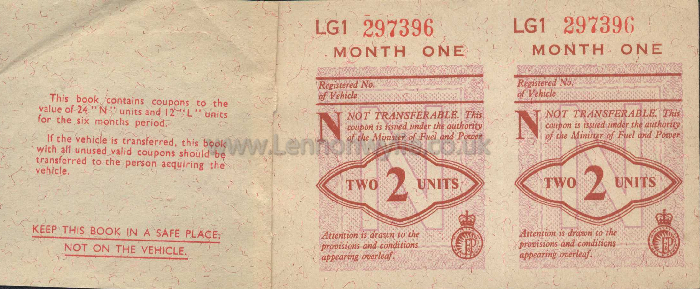 This book contains coupons to the
value of 24 "N" units and 12 "L" units
for the six months period.
If the vehicle is transferred, this book
with all unused valid coupons should be
transferred to the person acquiring the
vehicle.
KEEP THIS BOOK IN A SAFE PLACE,
NOT ON THE VEHICLE.
LG1 297396
MONTH ONE
Registered No.
of Vehicle
N NOT TRANSFERABLE. This
coupon is issued under the authority
of the Minister of Fuel and Power
TWO 2 UNITS
Attention is drawn to the
provisions and conditions
appearing overleaf.
LG1 297396
MONTH ONE
Registered No.
of Vehicle
N NOT TRANSFERABLE. This
coupon is issued under the authority
of the Minister of Fuel and Power
TWO 2 UNITS
Attention is drawn to the
provisions and conditions
appearing overleaf.